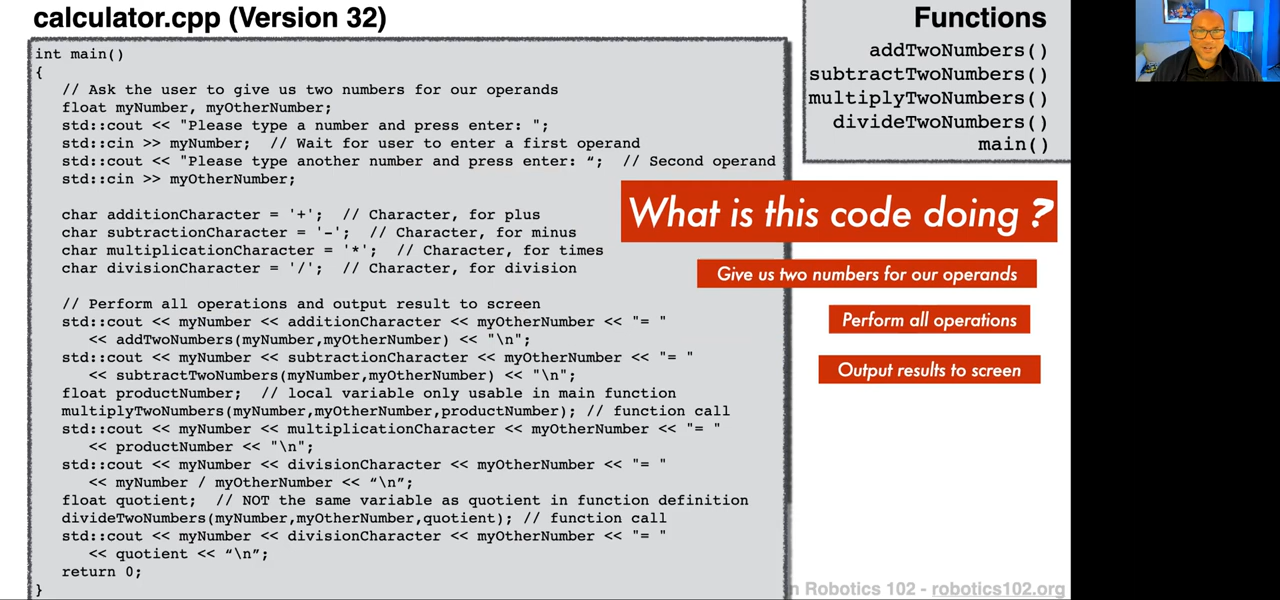 calculator.cpp (Version 32)
int main()
{
// Ask the user to give us two numbers for our operands
float myNumber, myOtherNumber;
std::cout << "Please type a number and press enter: ";
std::cin >> myNumber;  // Wait for user to enter a first operand
std::cout << "Please type another number and press enter: “;  // Second operand
std::cin >> myOtherNumber;
char additionCharacter = '+';  // Character, for plus
char subtractionCharacter = '-';  // Character, for minus
char multiplicationCharacter = '*';  // Character, for times
char divisionCharacter = '/';  // Character, for division
// Perform all operations and output result to screen
std::cout << myNumber << additionCharacter << myOtherNumber << "= "
<< addTwoNumbers(myNumber,myOtherNumber) << "\n";
std::cout << myNumber << subtractionCharacter << myOtherNumber << "= "
<< subtractTwoNumbers(myNumber,myOtherNumber) << "\n";
float productNumber;  // local variable only usable in main function
multiplyTwoNumbers(myNumber,myOtherNumber,productNumber); // function call
std::cout << myNumber << multiplicationCharacter << myOtherNumber << "= "
<< productNumber << "\n";
std::cout << myNumber << divisionCharacter << myOtherNumber << "= "
<< myNumber / myOtherNumber << “\n”;
float quotient;  // NOT the same variable as quotient in function definition
divideTwoNumbers(myNumber,myOtherNumber,quotient); // function call
std::cout << myNumber << divisionCharacter << myOtherNumber << "= "
<< quotient << “\n”;
return 0;
}
Functions
addTwoNumbers()
subtractTwoNumbers()
multiplyTwoNumbers()
divideTwoNumbers()
main()
What is this code doing ?
Give us two numbers for our operands
Perform all operations
Output results to screen
Robotics 102 - robotics102.org